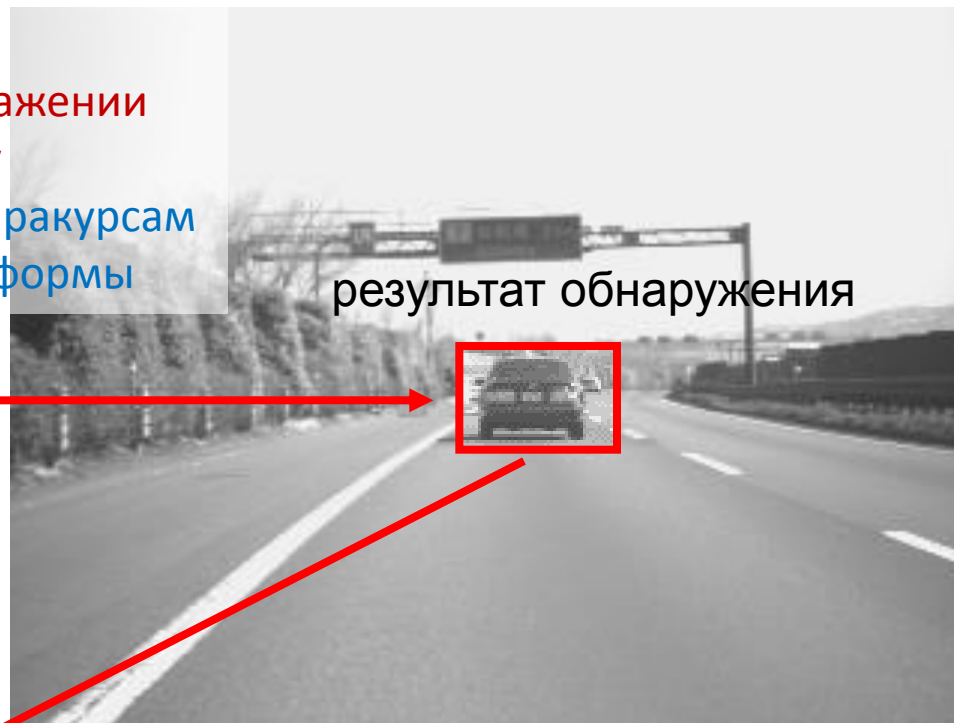 ажении
ракурсам
формы
результат обнаружения